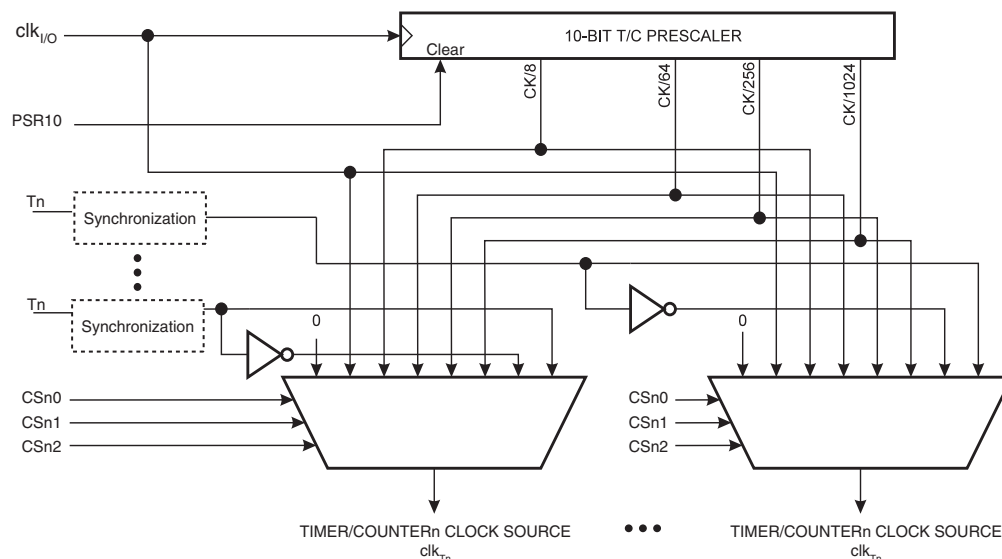 clkI/O
10-BIT T/C PRESCALER
Clear
CK/8
CK/64
CK/256
CK/1024
PSR10
Tn
Synchronization
Tn
Synchronization
0
0
CSn0
CSn1
CSn2
CSn0
CSn1
CSn2
TIMER/COUNTERn CLOCK SOURCE
clkTn
TIMER/COUNTERn CLOCK SOURCE
clkTn